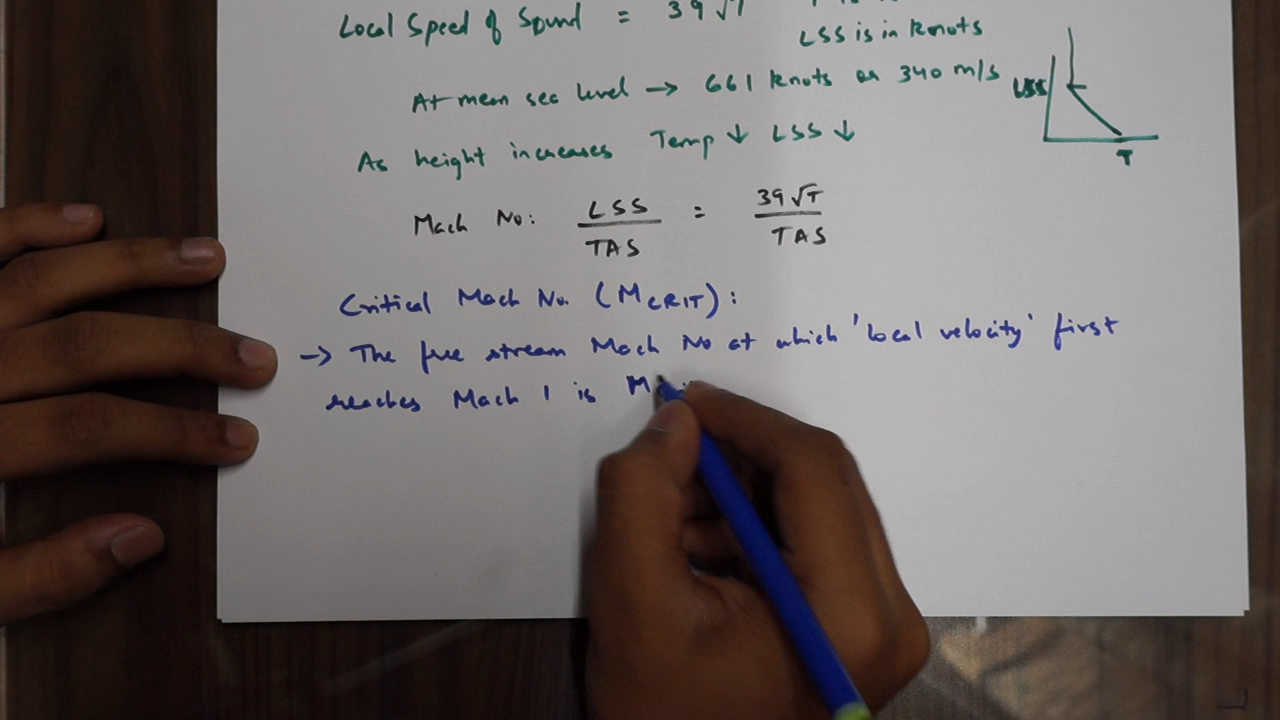 Local Speed of Sound = 39√T
LSS is in knots
At mean sea level → 661 knots or 340 m/s
As height increases Temp ↓ LSS ↓
LSS
T
Mach No: LSS / TAS = 39√T / TAS
Critical Mach No. (MCRIT):
→ The free stream Mach No at which 'local velocity' first
reaches Mach 1 is M